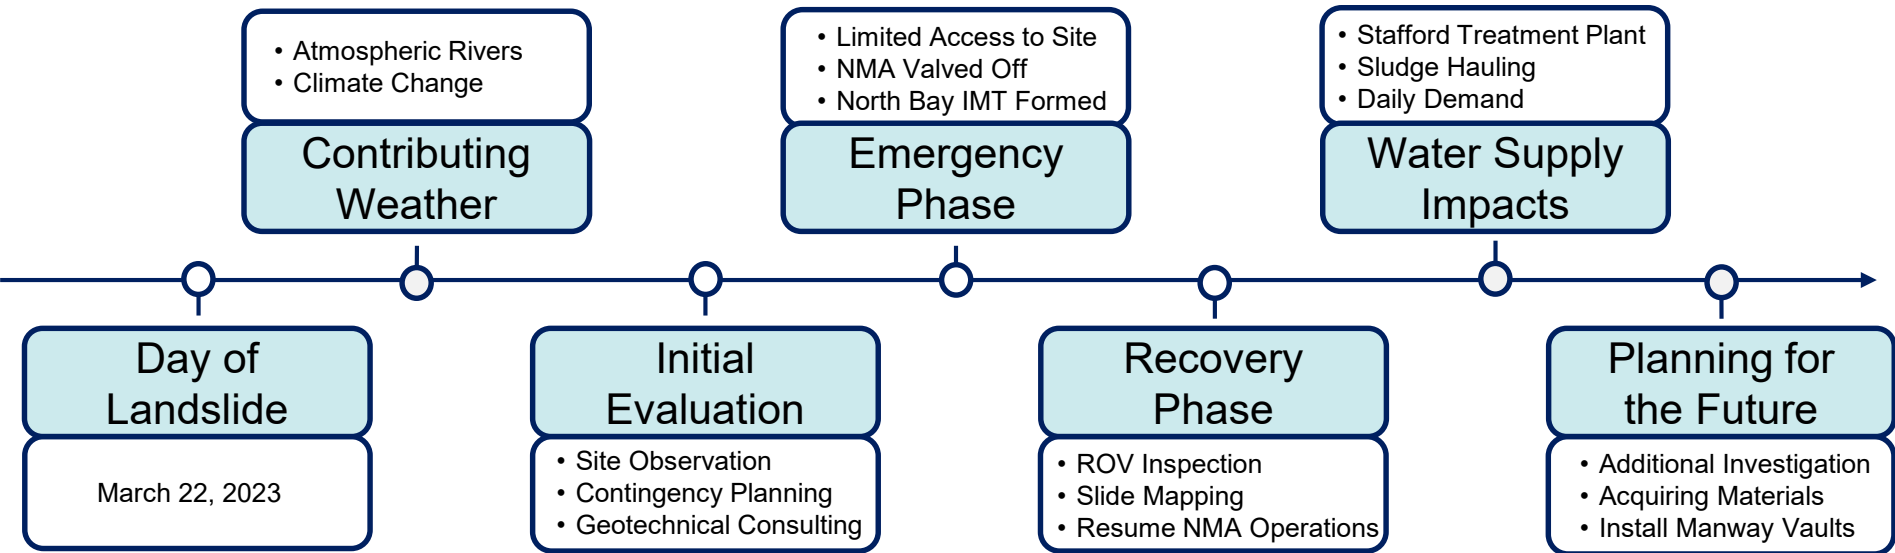 • Atmospheric Rivers
• Climate Change
Contributing
Weather
• Limited Access to Site
• NMA Valved Off
• North Bay IMT Formed
Emergency
Phase
• Stafford Treatment Plant
• Sludge Hauling
• Daily Demand
Water Supply
Impacts
Day of
Landslide
March 22, 2023
Initial
Evaluation
• Site Observation
• Contingency Planning
• Geotechnical Consulting
Recovery
Phase
• ROV Inspection
• Slide Mapping
• Resume NMA Operations
Planning for
the Future
• Additional Investigation
• Acquiring Materials
• Install Manway Vaults